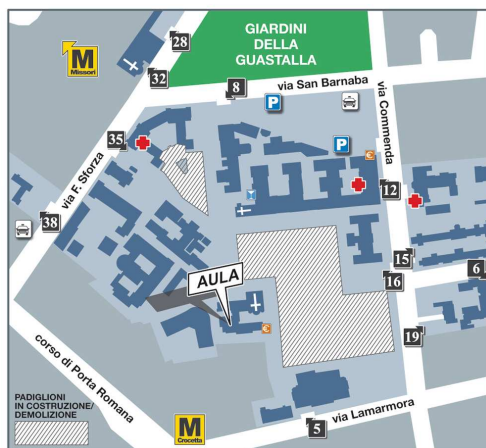 GIARDINI
DELLA
GUASTALLA
M
Missori
28
32
8
via San Barnaba
P
35
P
via Commenda
€
via F. Sforza
12
38
15
6
AULA
16
€
19
corso di Porta Romana
PADIGLIONI
IN COSTRUZIONE/
DEMOLIZIONE
M
Crocetta
5
via Lamarmora